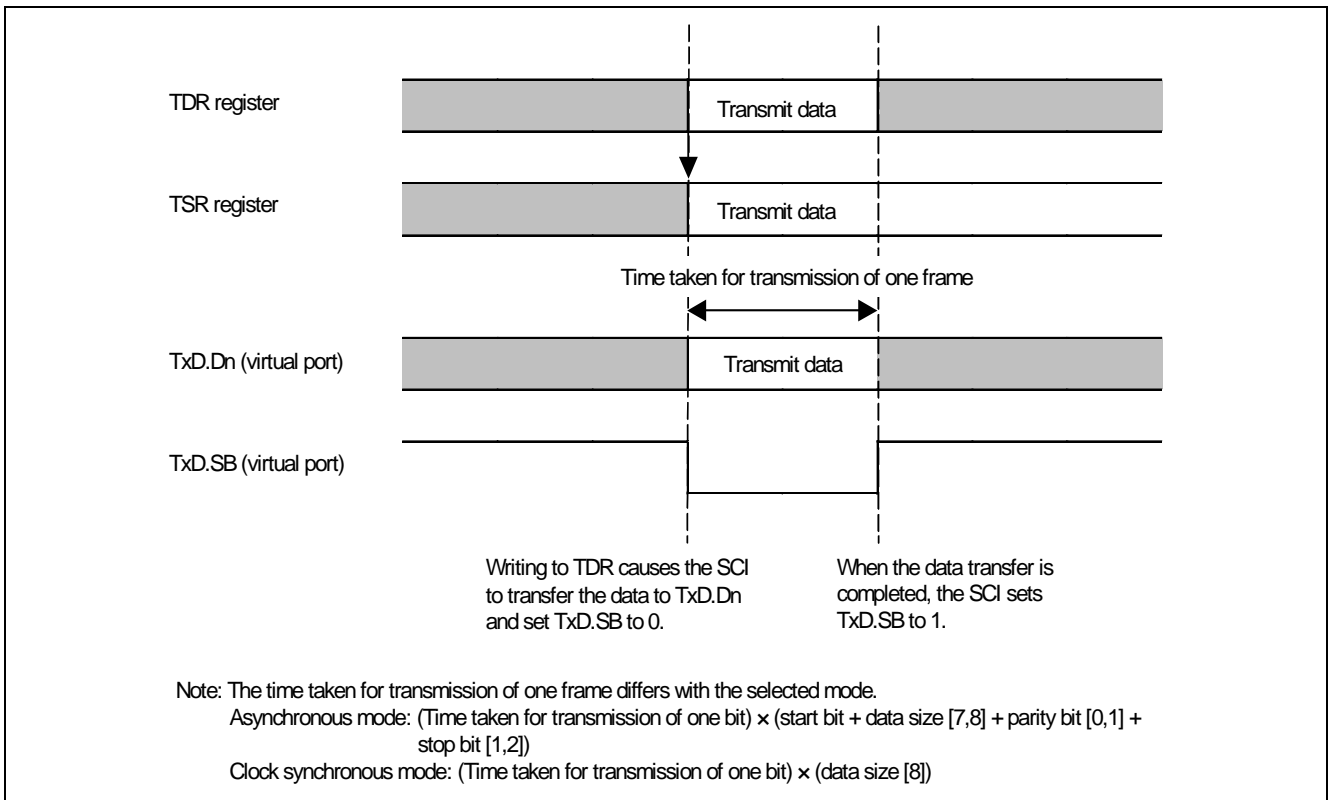 TDR register
Transmit data
TSR register
Transmit data
Time taken for transmission of one frame
TxD.Dn (virtual port)
Transmit data
TxD.SB (virtual port)
Writing to TDR causes the SCI
to transfer the data to TxD.Dn
and set TxD.SB to 0.
When the data transfer is
completed, the SCI sets
TxD.SB to 1.
Note: The time taken for transmission of one frame differs with the selected mode.
Asynchronous mode: (Time taken for transmission of one bit) × (start bit + data size [7,8] + parity bit [0,1] +
stop bit [1,2])
Clock synchronous mode: (Time taken for transmission of one bit) × (data size [8])